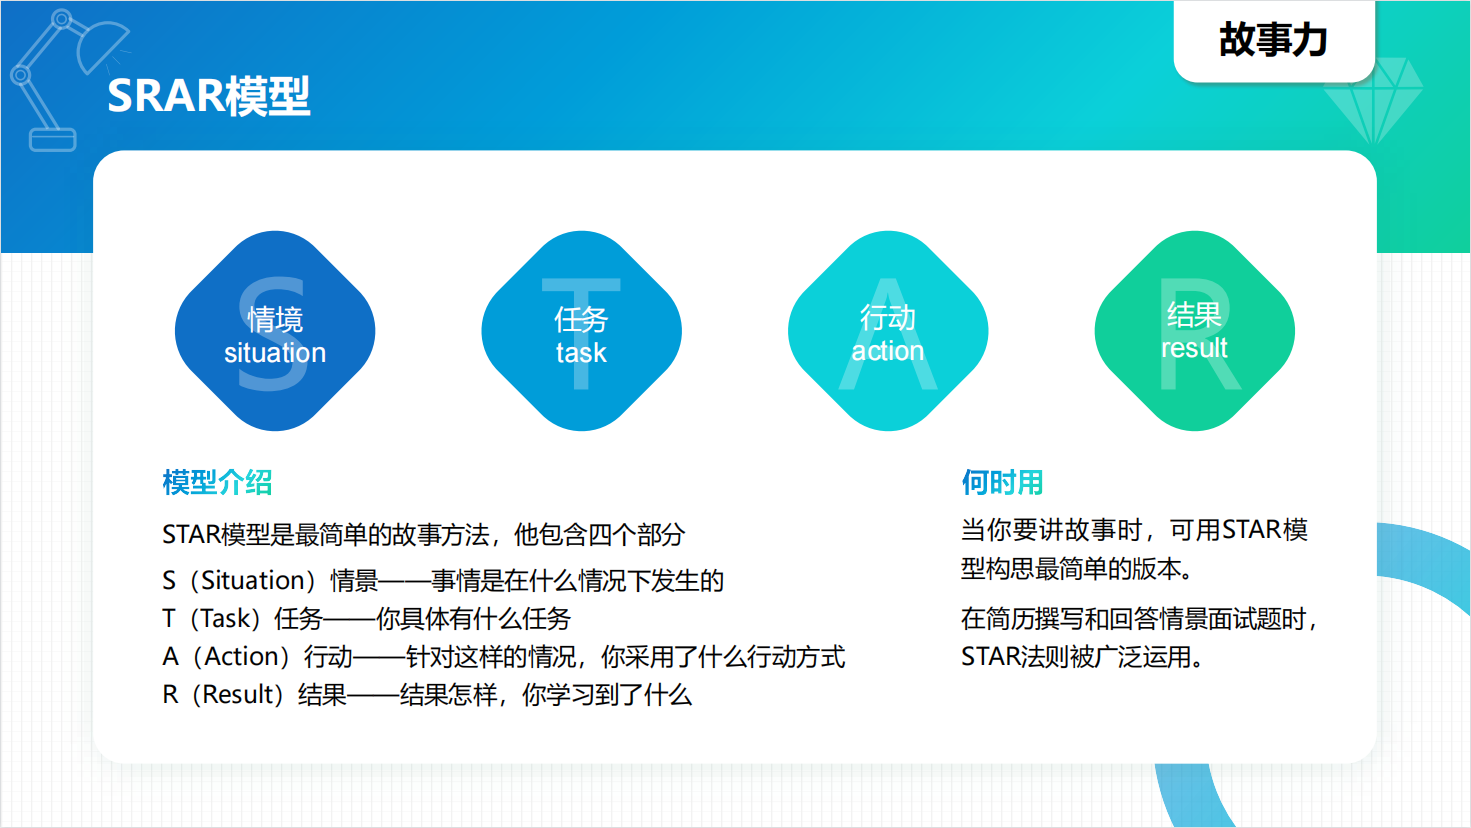 故事力
SRAR模型
S
情境
situation
T
任务
task
A
行动
action
R
结果
result
模型介绍
STAR模型是最简单的故事方法，他包含四个部分
S（Situation）情景——事情是在什么情况下发生的
T（Task）任务——你具体有什么任务
A（Action）行动——针对这样的情况，你采用了什么行动方式
R（Result）结果——结果怎样，你学习到了什么
何时用
当你要讲故事时，可用STAR模
型构思最简单的版本。
在简历撰写和回答情景面试题时，
STAR法则被广泛运用。